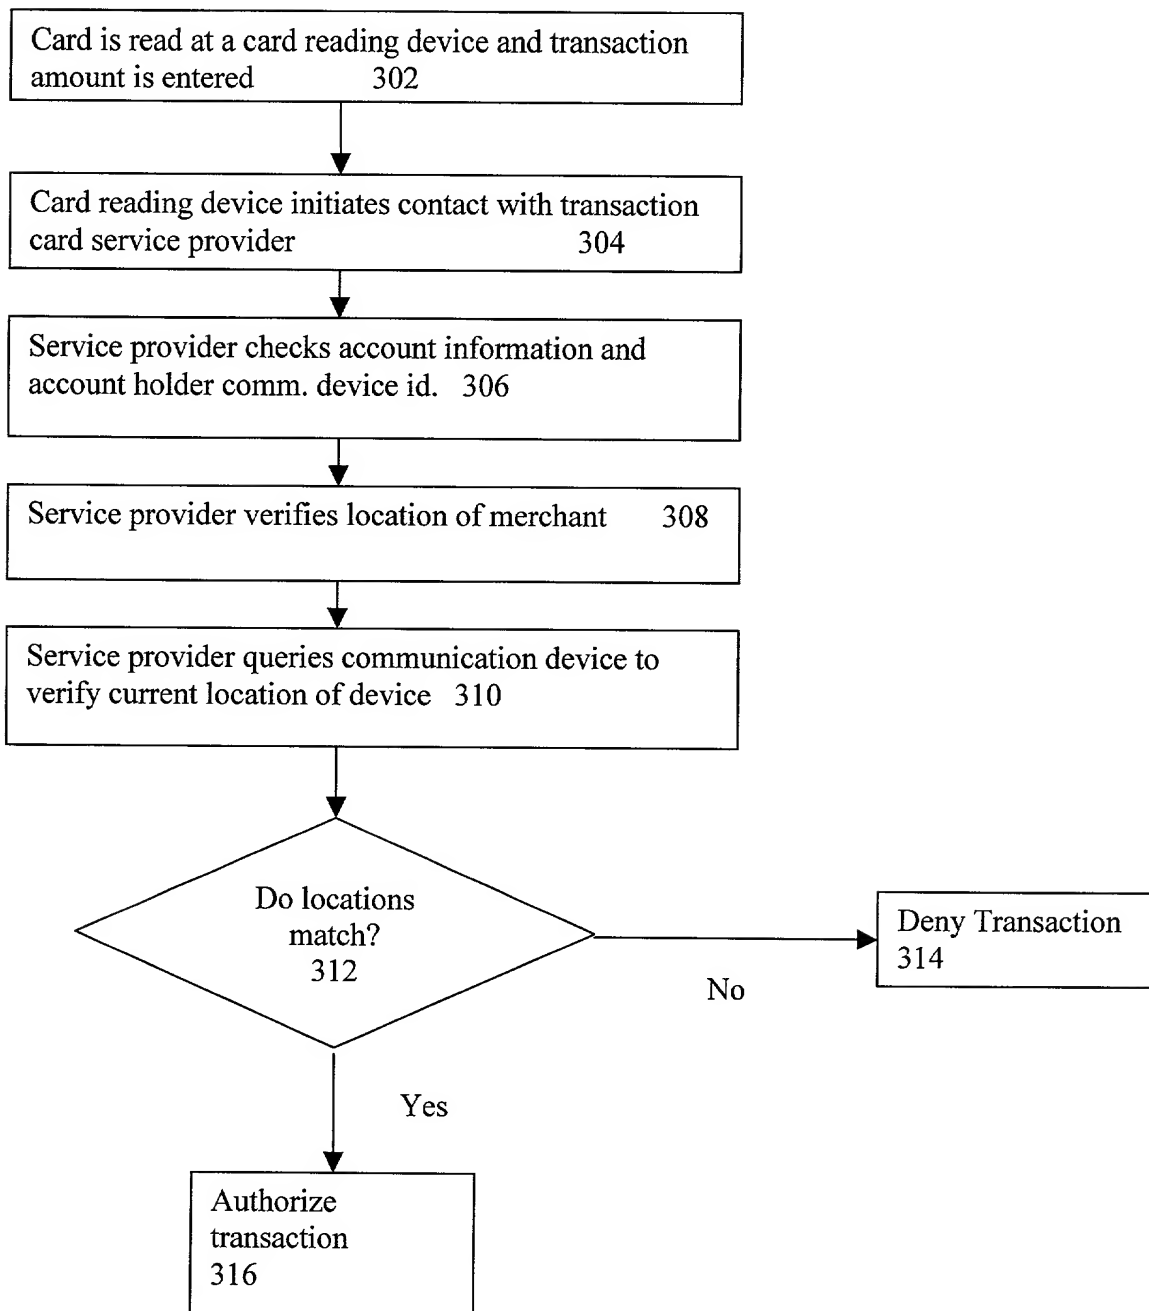 Card is read at a card reading device and transaction
amount is entered 302
Card reading device initiates contact with transaction
card service provider 304
Service provider checks account information and
account holder comm. device id. 306
Service provider verifies location of merchant 308
Service provider queries communication device to
verify current location of device 310
Do locations
match?
312
Deny Transaction
314
No
Yes
Authorize
transaction
316